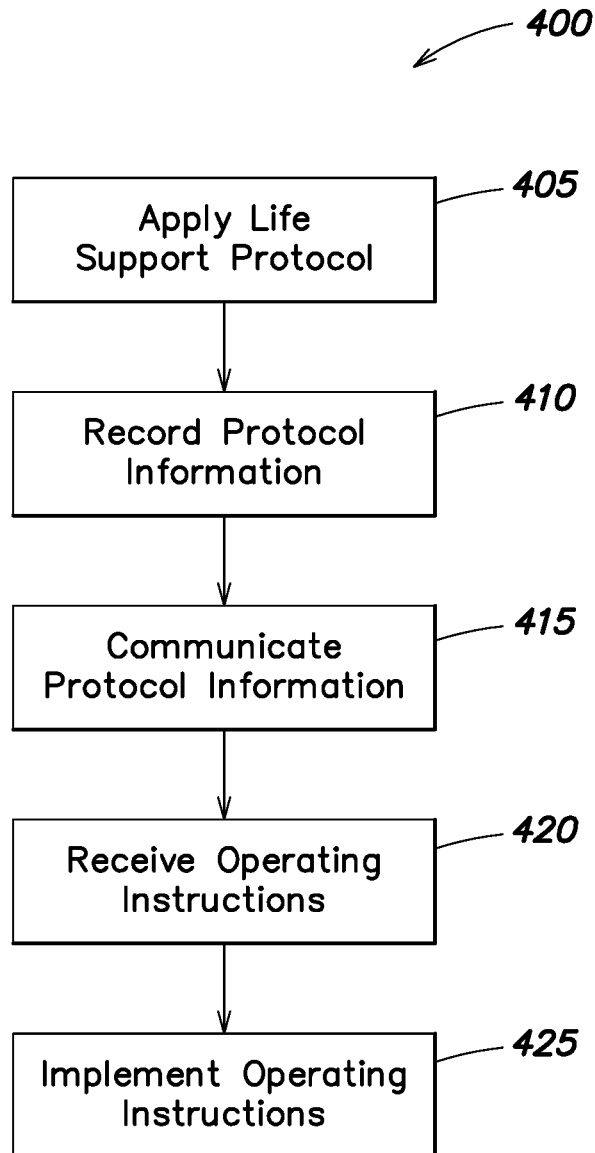 400
405
Apply Life
Support Protocol
410
Record Protocol
Information
415
Communicate
Protocol Information
420
Receive Operating
Instructions
425
Implement Operating
Instructions